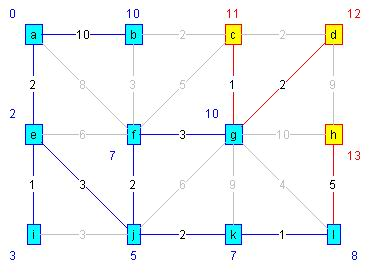 0 10 11 12
a 10 b 2 c 2 d
2 8 3 5 1 2 9
2 10
e 6 f 3 g 10 h
7 13
1 3 2 6 9 4 5
i 3 j 2 k 1 l
3 5 7 8